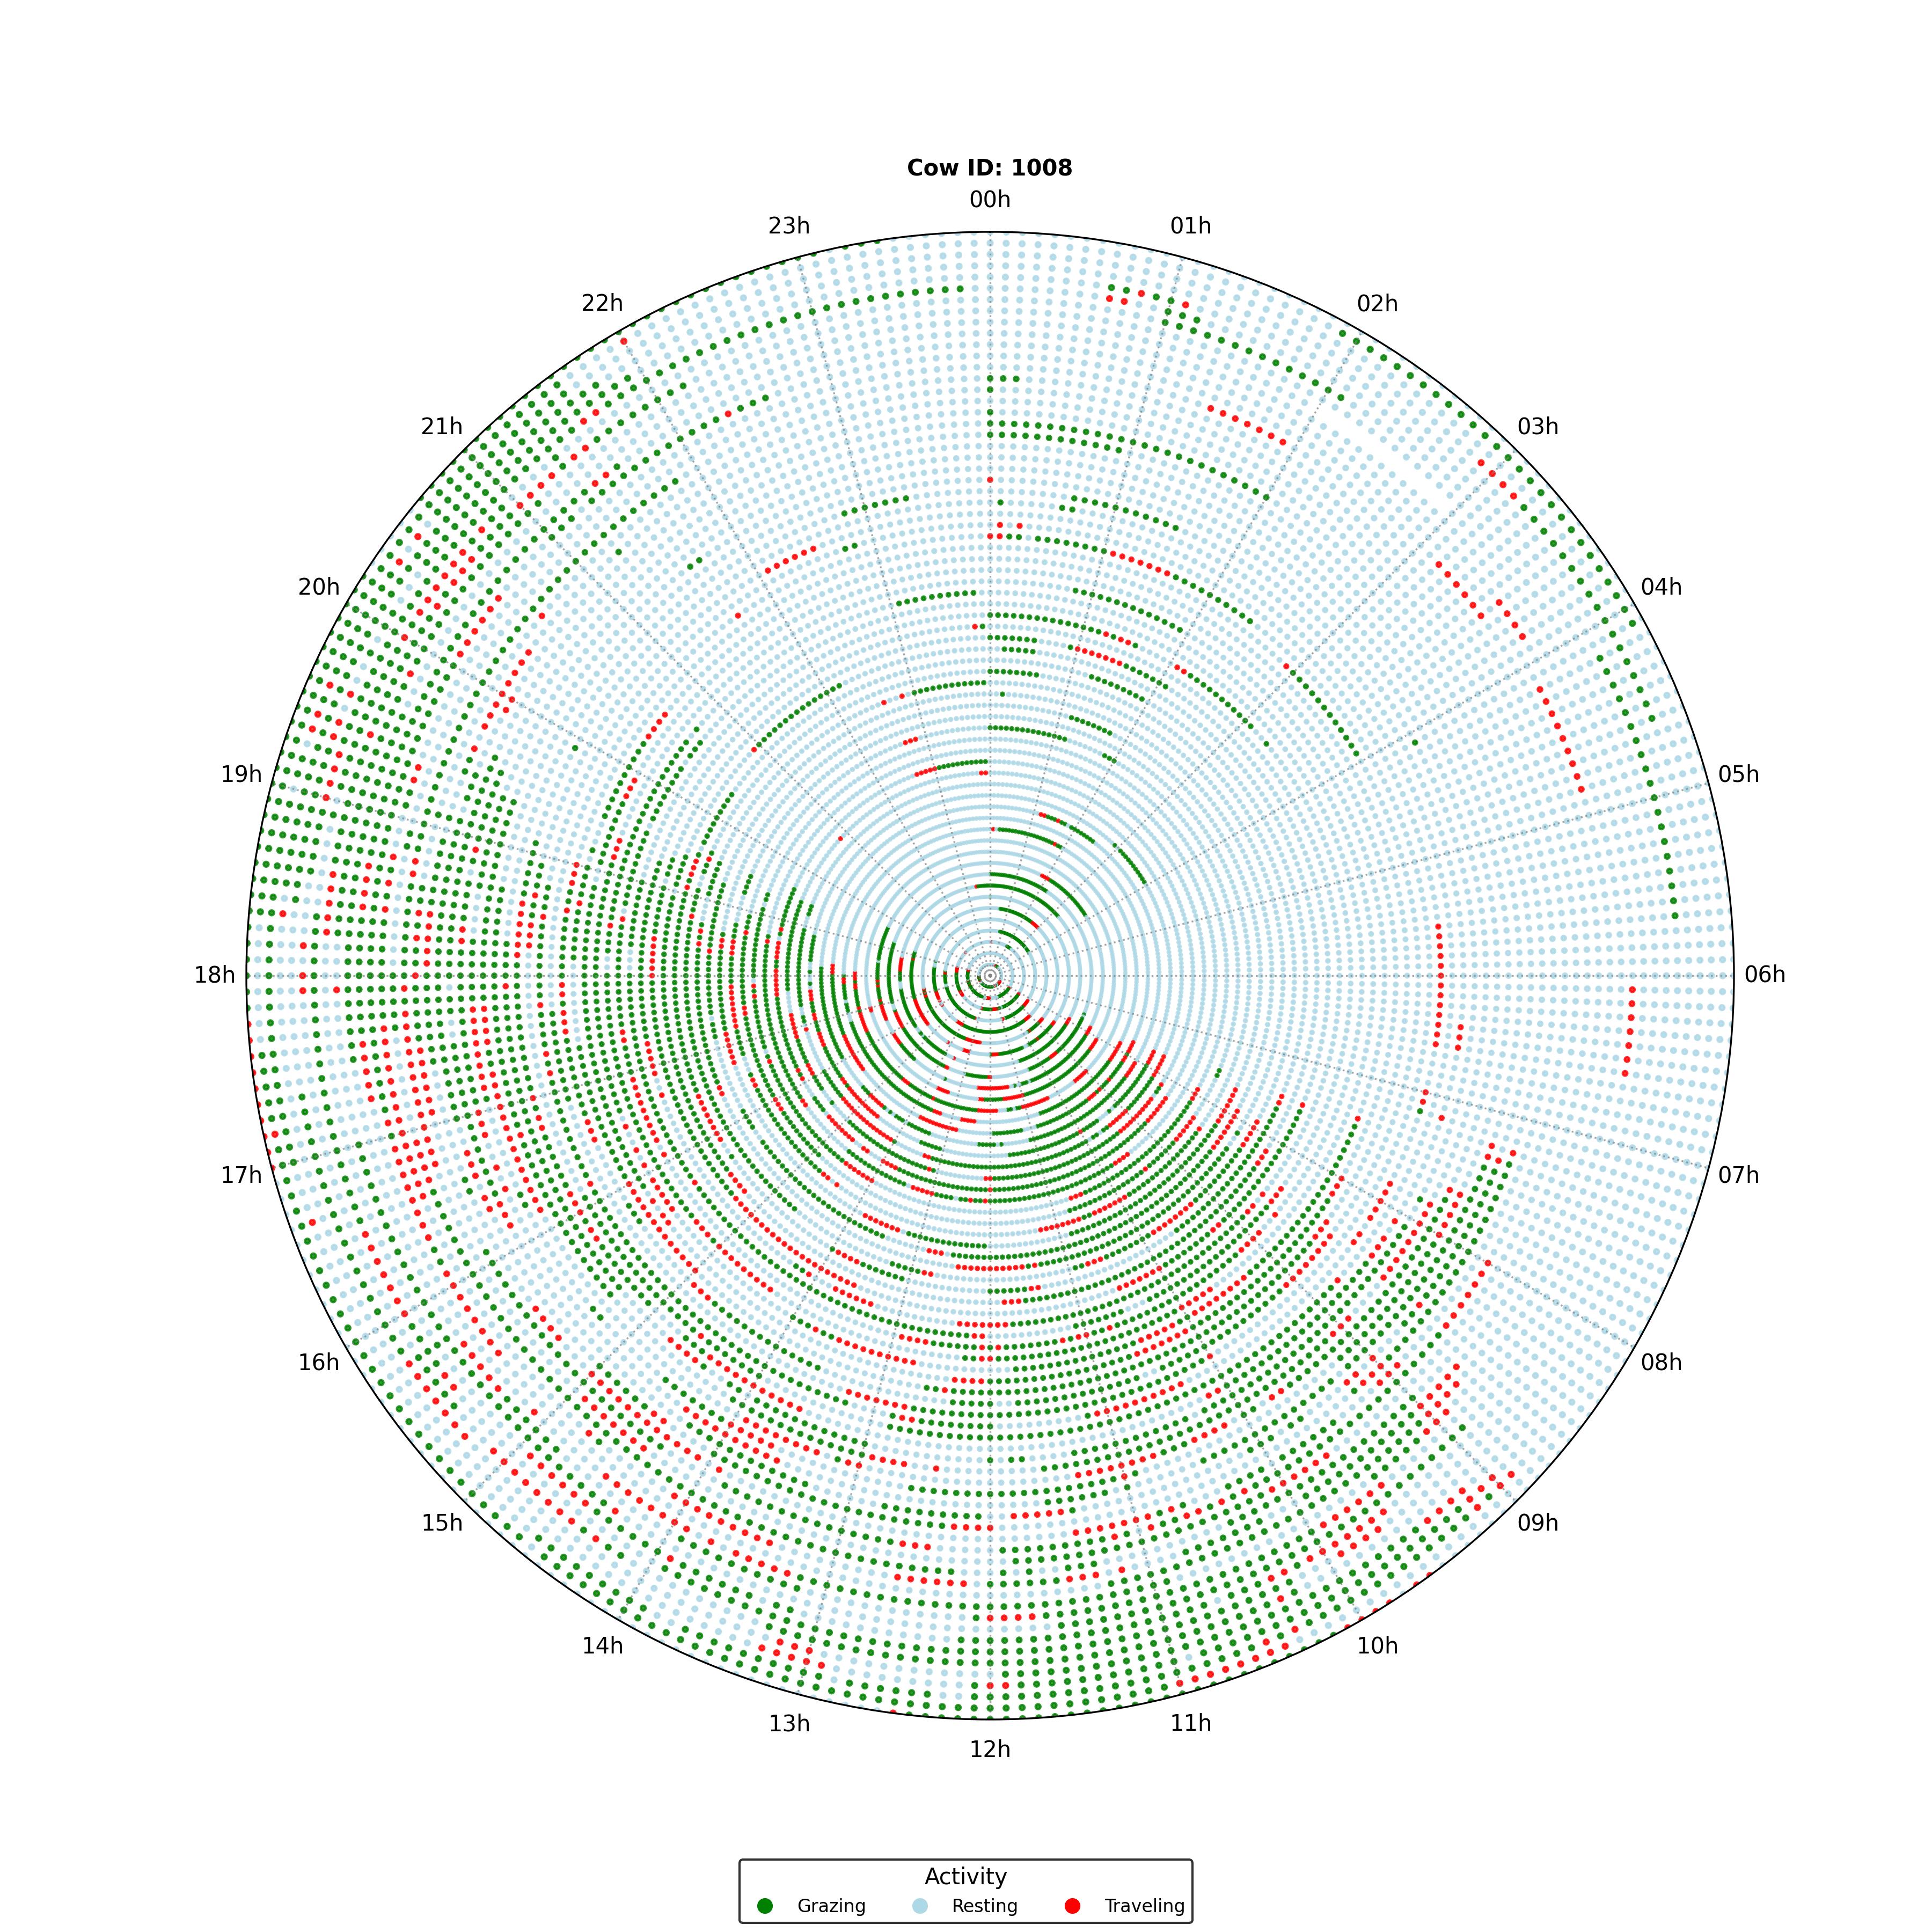 Cow ID: 1008
00h
23h
01h
22h
02h
21h
03h
20h
04h
19h
05h
18h
06h
17h
07h
16h
08h
15h
09h
14h
10h
13h
11h
12h
Activity
Grazing
Resting
Traveling